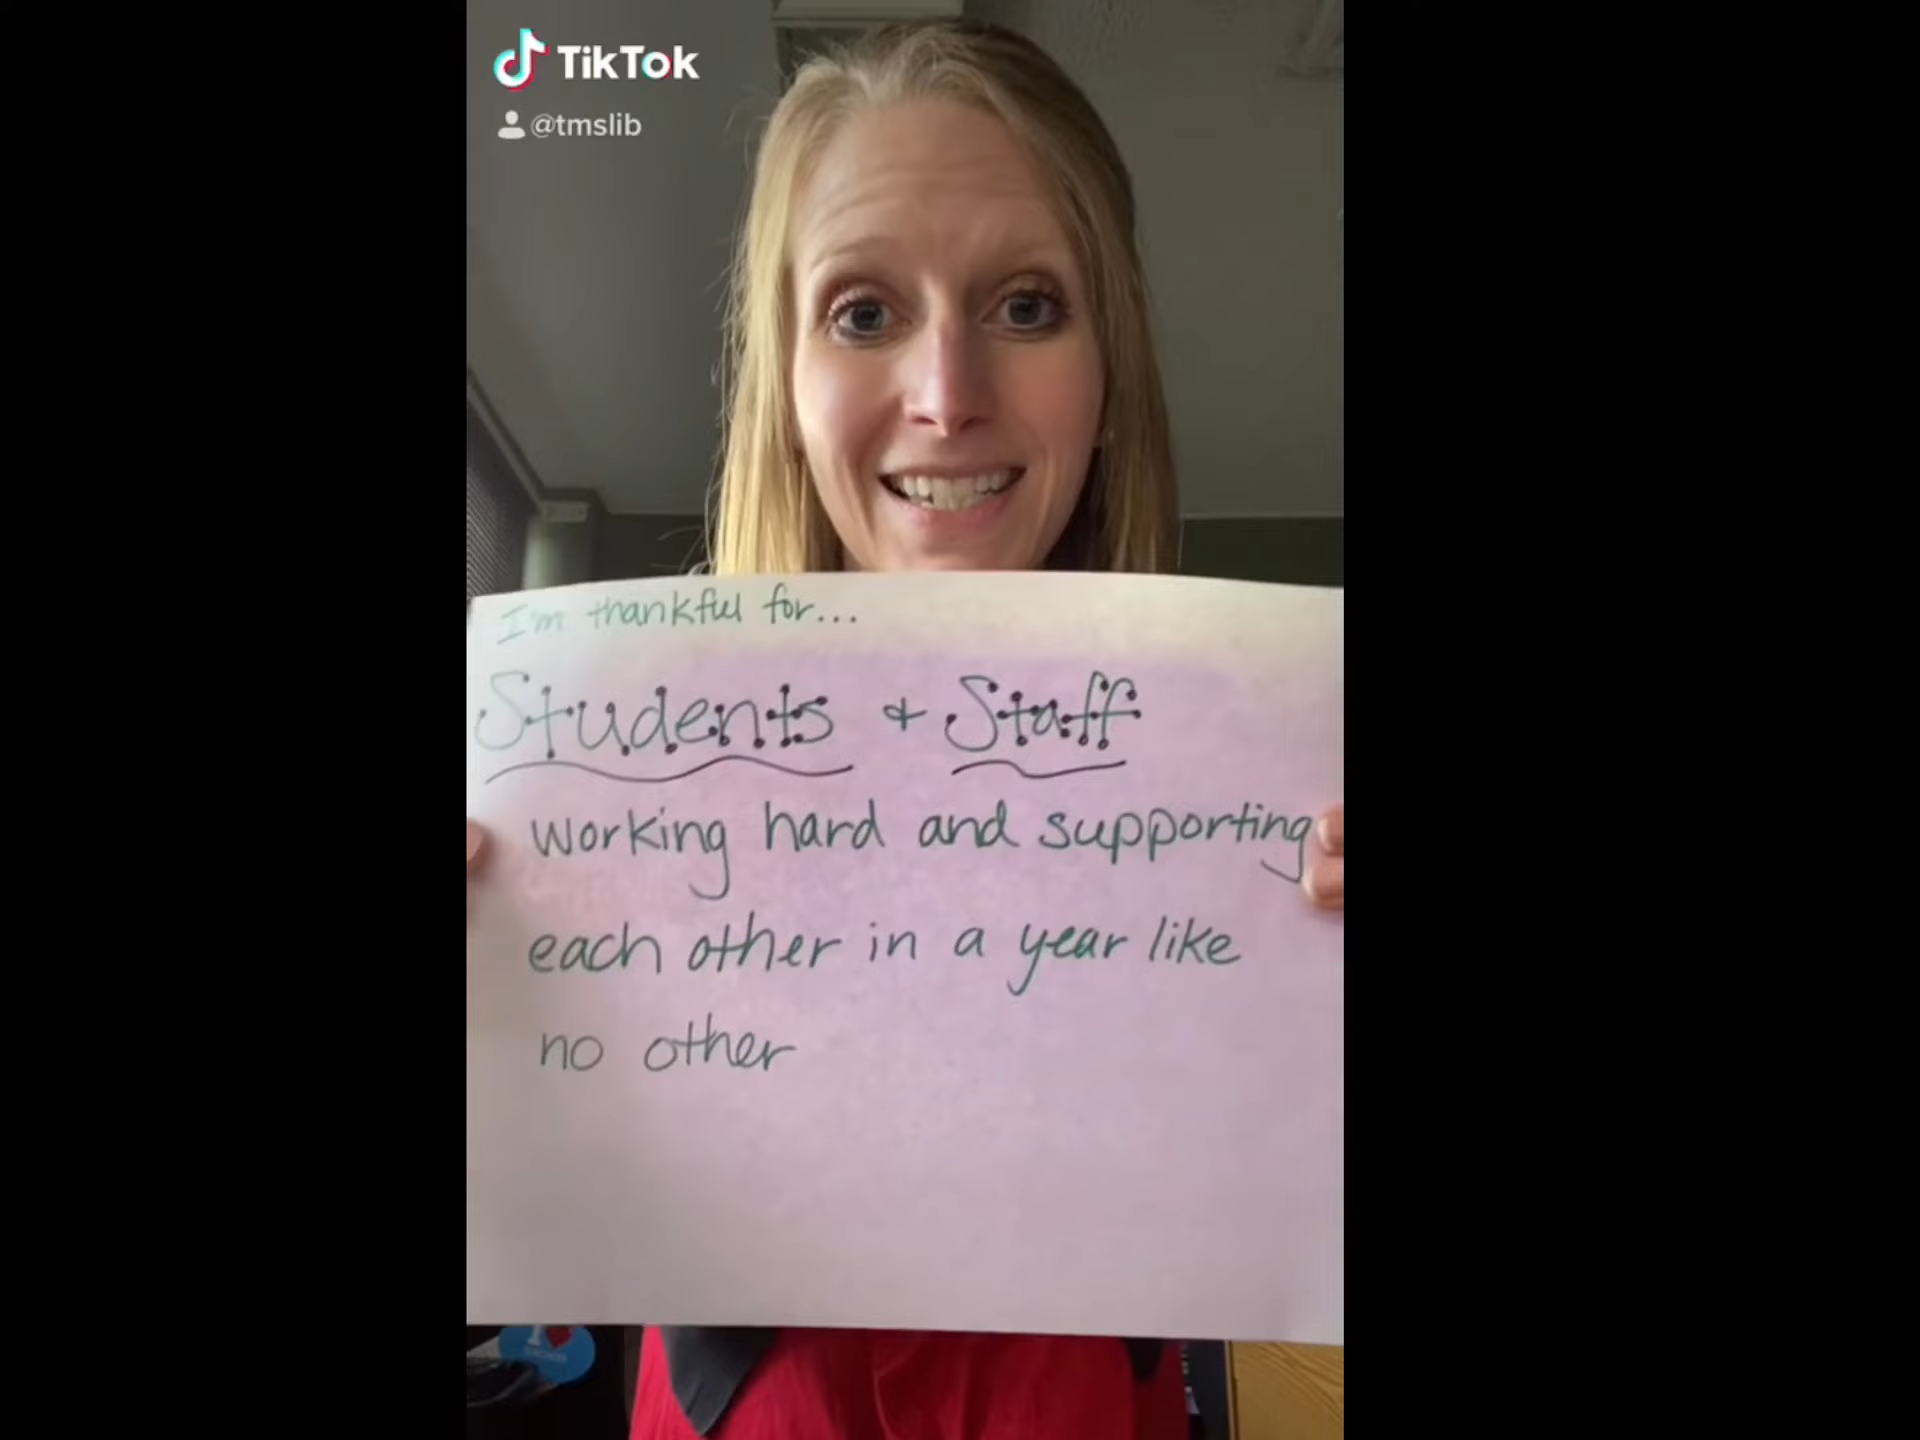 TikTok
@tmslib
I'm thankful for...
Students & Staff
working hard and supporting
each other in a year like
no other
I